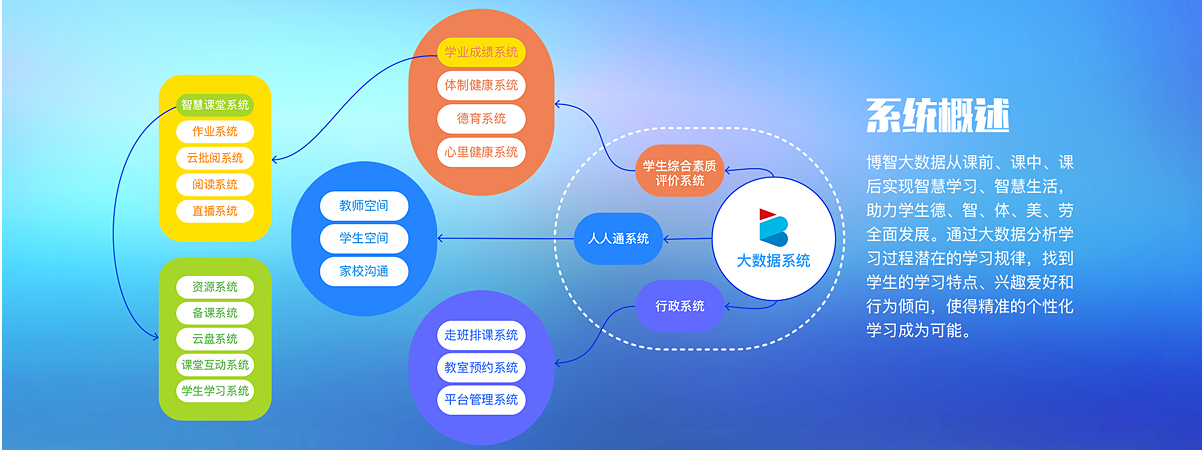 学业成绩系统
体制健康系统
德育系统
心里健康系统
智慧课堂系统
作业系统
云批阅系统
阅读系统
直播系统
教师空间
学生空间
家校沟通
资源系统
备课系统
云盘系统
课堂互动系统
学生学习系统
走班排课系统
教室预约系统
平台管理系统
学生综合素质
评价系统
人人通系统
行政系统
大数据系统
系统概述
博智大数据从课前、课中、课
后实现智慧学习、智慧生活，
助力学生德、智、体、美、劳
全面发展。通过大数据分析学
习过程潜在的学习规律，找到
学生的学习特点、兴趣爱好和
行为倾向，使得精准的个性化
学习成为可能。